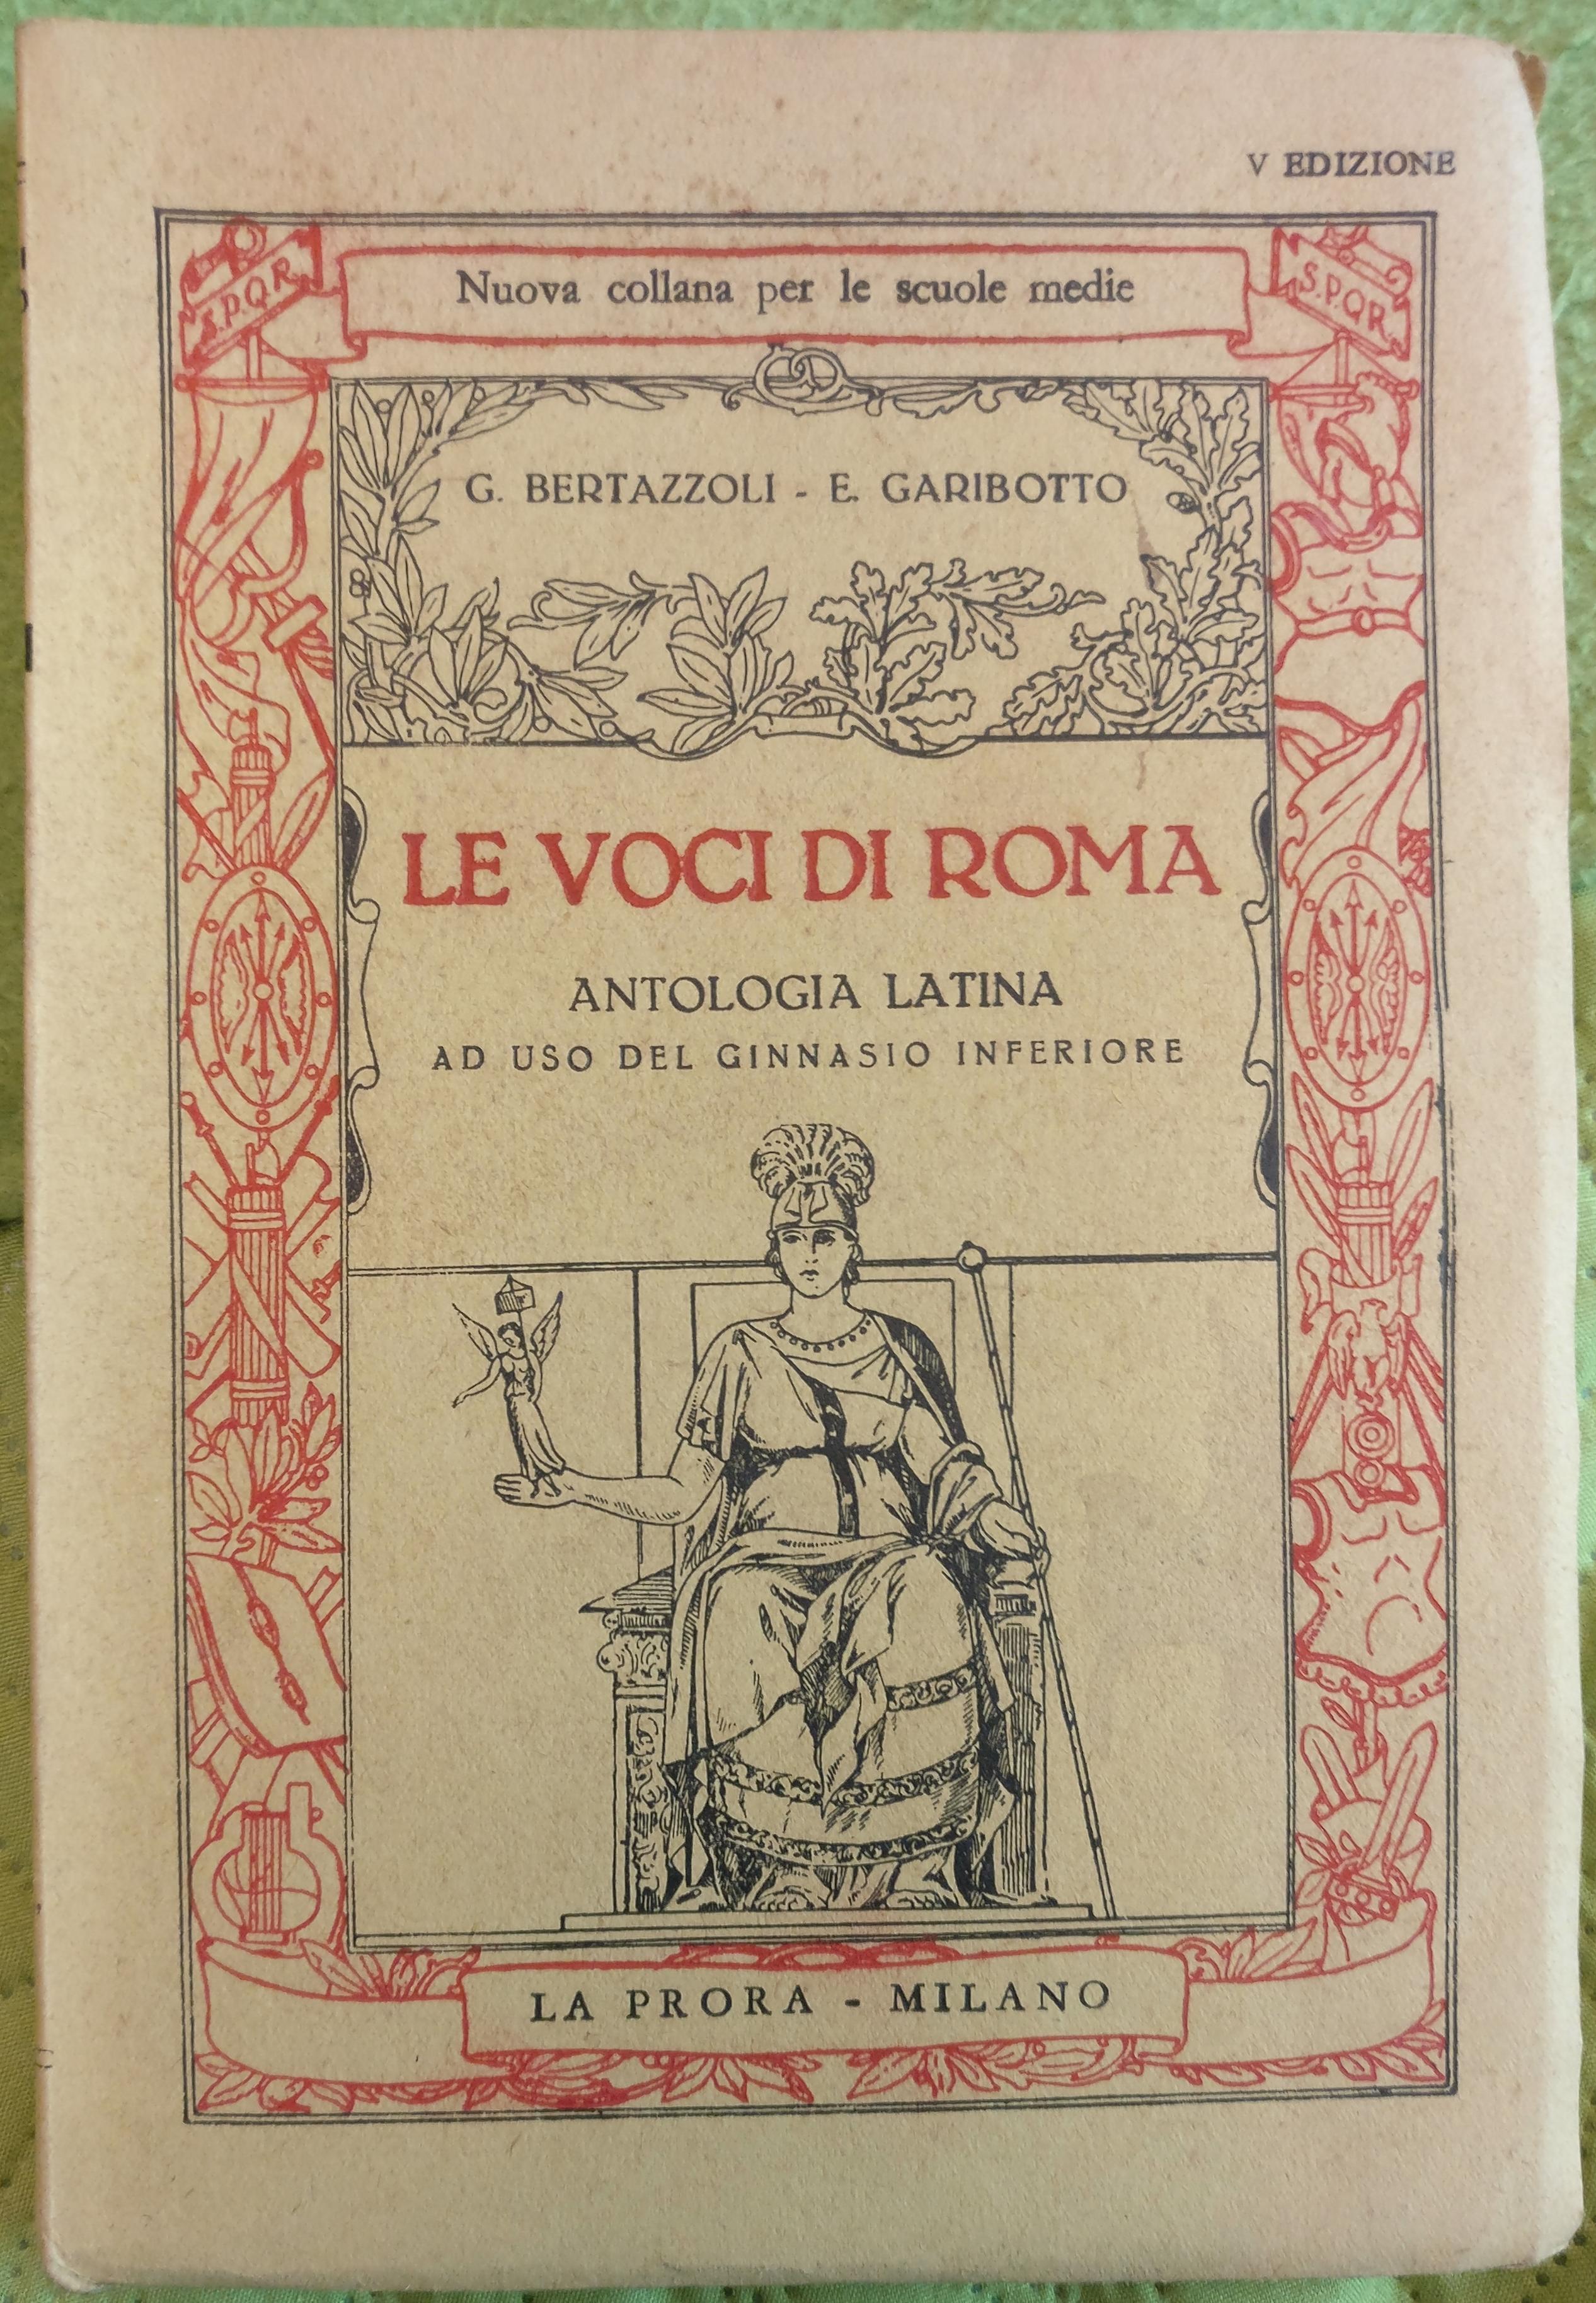 V EDIZIONE
S.P.Q.R.
Nuova collana per le scuole medie
S.P.Q.R.
G. BERTAZZOLI - E. GARIBOTTO
LE VOCI DI ROMA
ANTOLOGIA LATINA
AD USO DEL GINNASIO INFERIORE
LA PRORA - MILANO